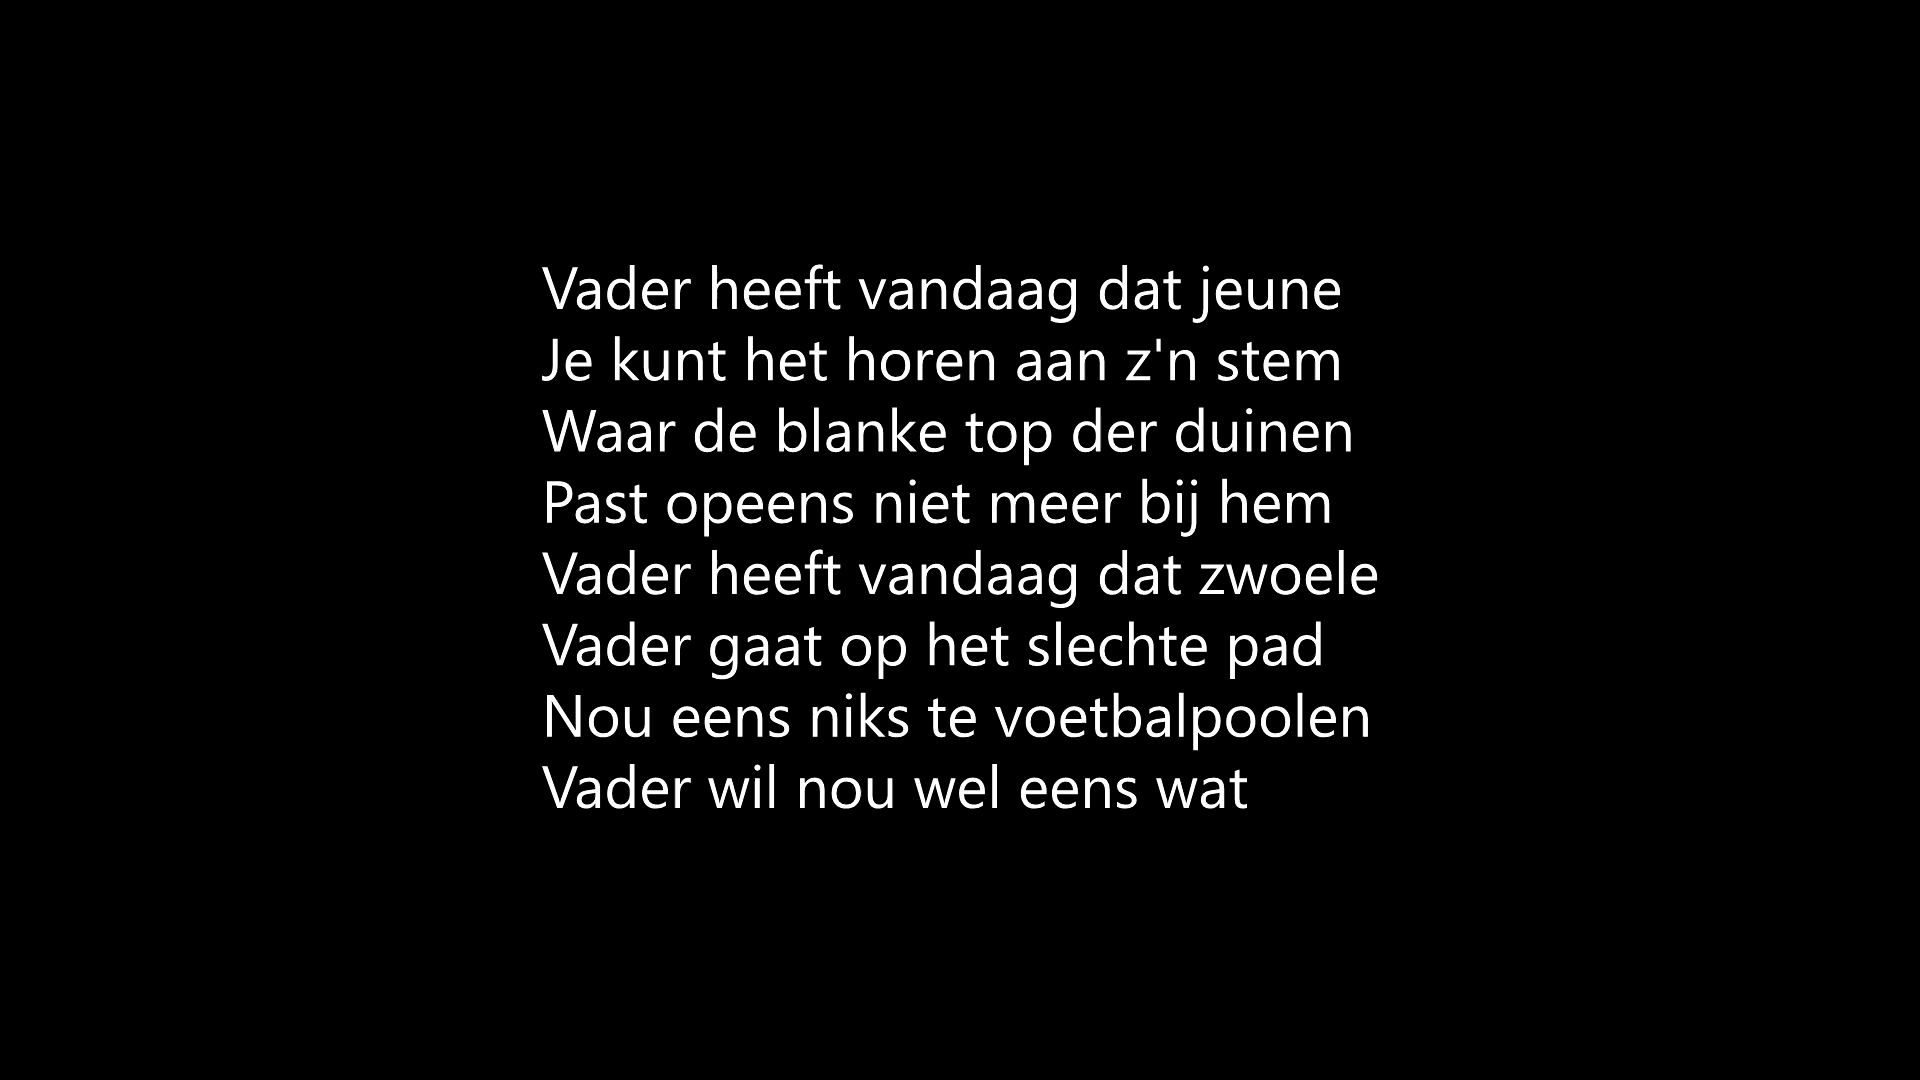 Vader heeft vandaag dat jeune
Je kunt het horen aan z'n stem
Waar de blanke top der duinen
Past opeens niet meer bij hem
Vader heeft vandaag dat zwoele
Vader gaat op het slechte pad
Nou eens niks te voetbalpoolen
Vader wil nou wel eens wat